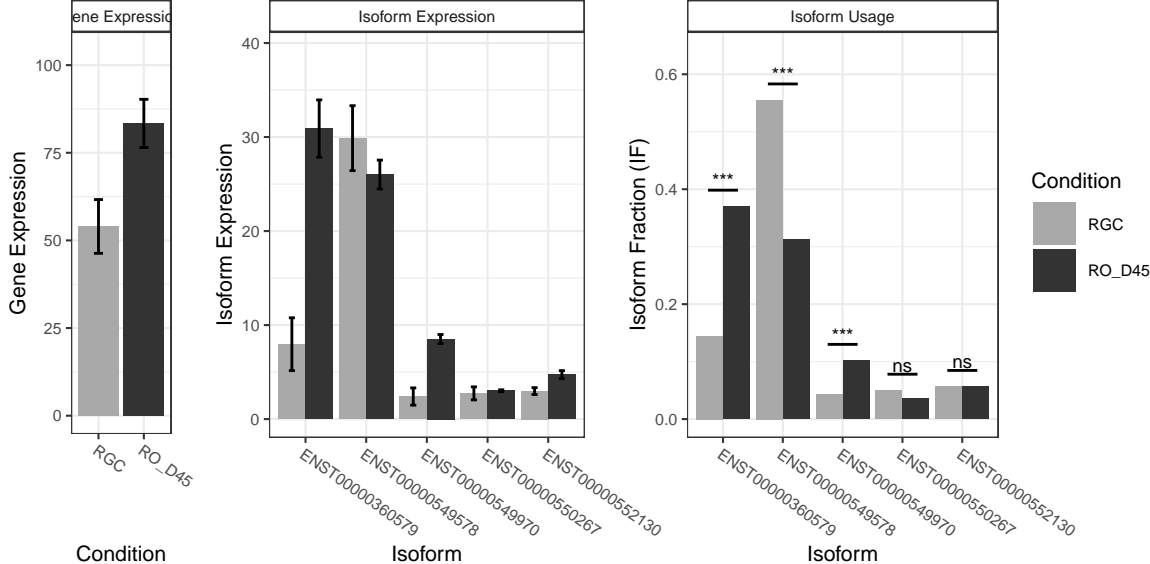 ene Expressio
Gene Expression
100
75
50
25
0
RGC
RO_D45
Condition
Isoform Expression
Isoform Expression
40
30
20
10
0
ENST00000360579
ENST00000549578
ENST00000549970
ENST00000550267
ENST00000552130
Isoform
Isoform Usage
Isoform Fraction (IF)
0.6
0.4
0.2
0.0
***
***
***
ns
ns
ENST00000360579
ENST00000549578
ENST00000549970
ENST00000550267
ENST00000552130
Isoform
Condition
RGC
RO_D45